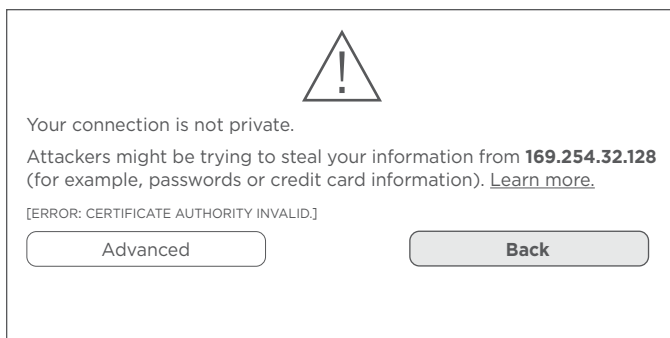 !
Your connection is not private.
Attackers might be trying to steal your information from 169.254.32.128
(for example, passwords or credit card information). Learn more.
[ERROR: CERTIFICATE AUTHORITY INVALID.]
Advanced
Back